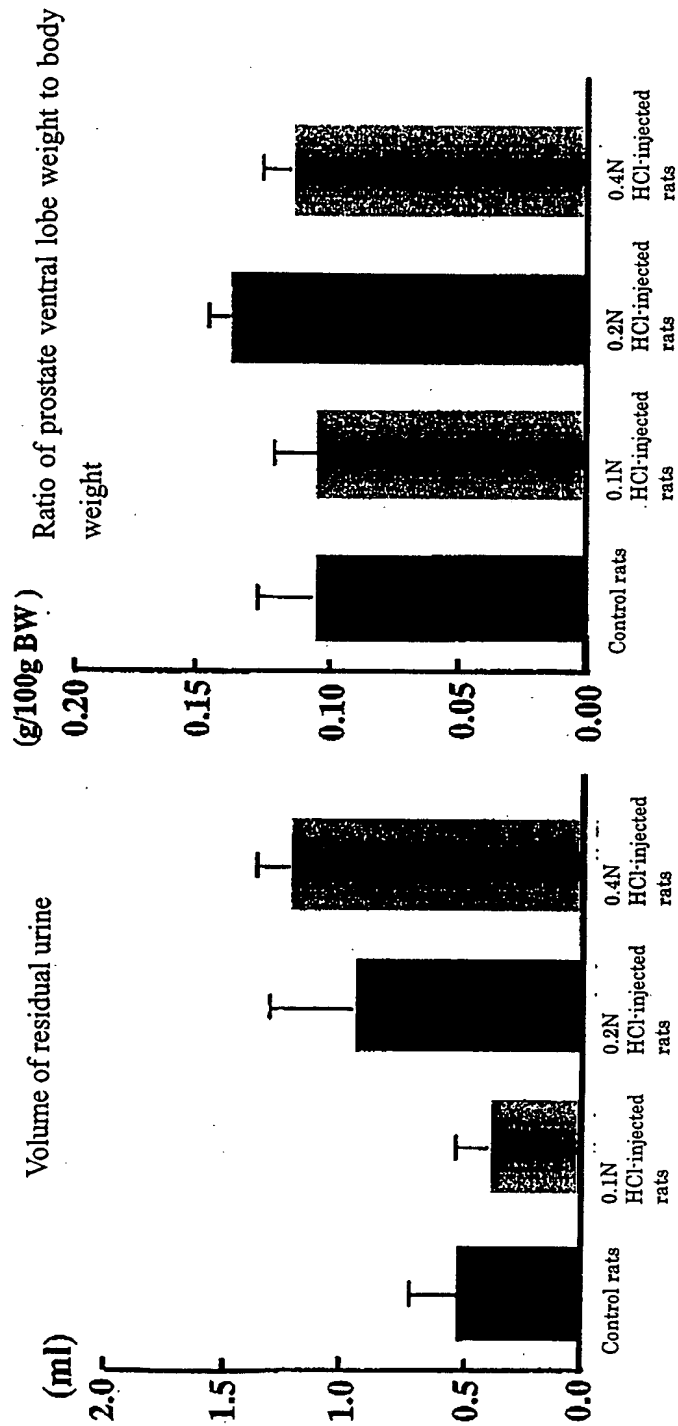 Volume of residual urine
(ml)
2.0
1.5
1.0
0.5
0.0
Control rats
0.1N
HCl-injected
rats
0.2N
HCl-injected
rats
0.4N
HCl-injected
rats
Ratio of prostate ventral lobe weight to body
weight
(g/100g BW)
0.20
0.15
0.10
0.05
0.00
Control rats
0.1N
HCl-injected
rats
0.2N
HCl-injected
rats
0.4N
HCl-injected
rats